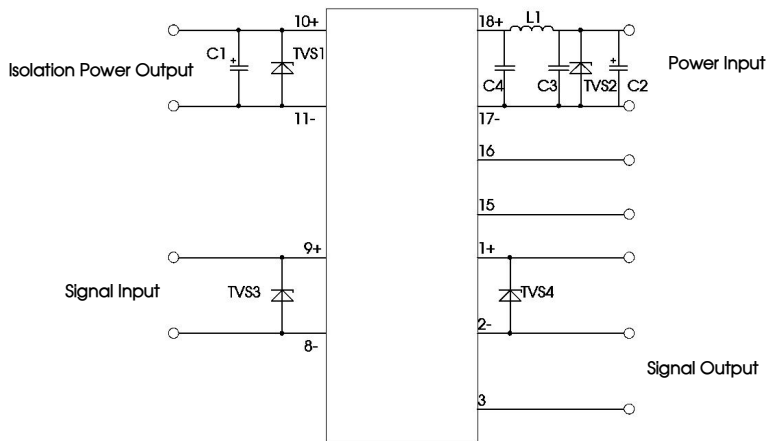 10+
18+
L1
C1
TVS1
Isolation Power Output
C4
C3
TVS2
C2
Power Input
11-
17-
16
15
9+
1+
Signal Input
TVS3
TVS4
8-
2-
Signal Output
3